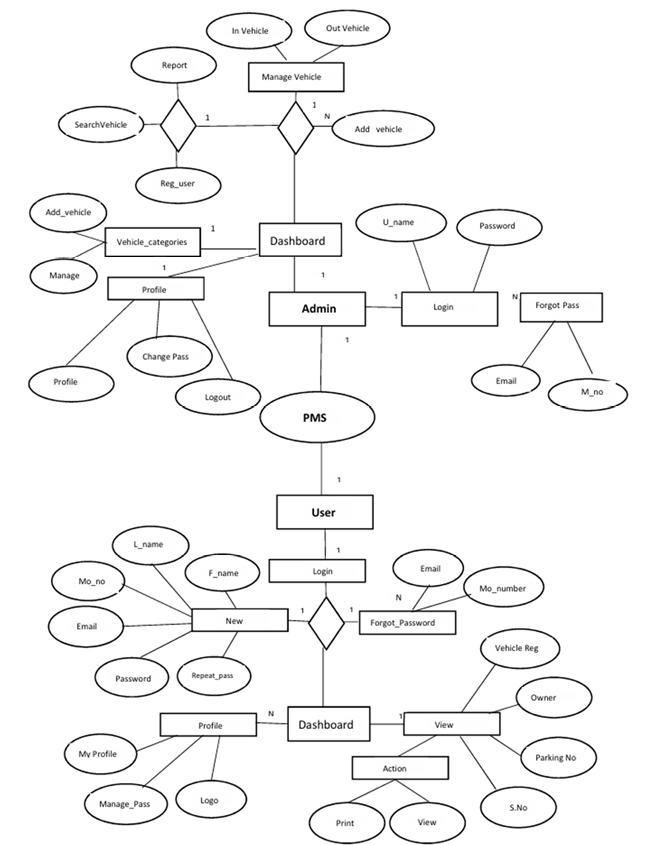 In Vehicle
Out Vehicle
Report
Manage Vehicle
1
1
N
SearchVehicle
Add vehicle
Reg_user
Add_vehicle
U_name
Password
1
Vehicle_categories
Dashboard
Manage
1
1
Profile
1
N
Admin
Login
Forgot Pass
1
Change Pass
Profile
Email
M_no
Logout
PMS
1
User
L_name
1
Login
F_name
Email
Mo_no
Mo_number
N
1
1
Email
New
Forgot_Password
Vehicle Reg
Password
Repeat_pass
Owner
N
1
Profile
Dashboard
View
My Profile
Parking No
Action
Manage_Pass
Logo
S.No
Print
View